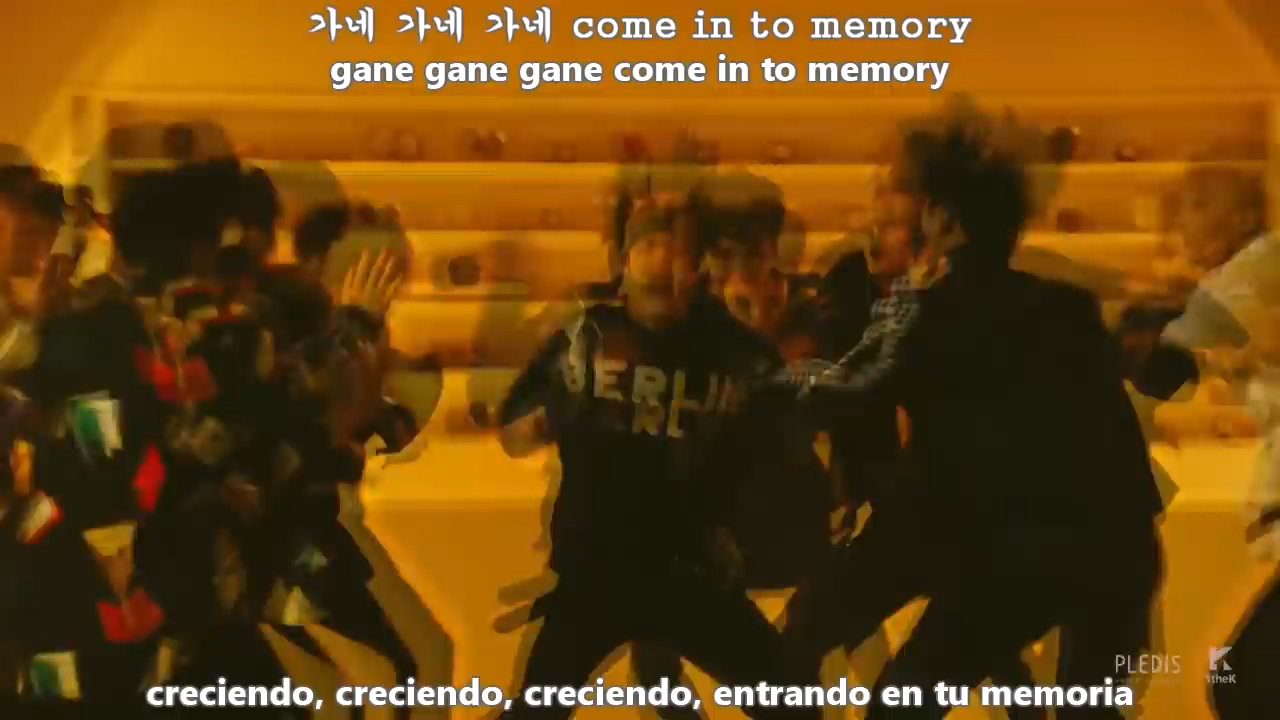 가네 가네 가네 come in to memory
gane gane gane come in to memory
BERLIN
PLEDIS
1theK
creciendo, creciendo, creciendo, entrando en tu memoria